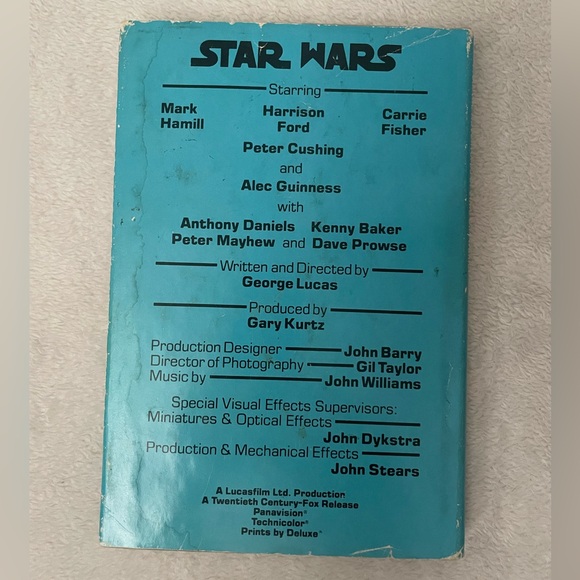 STAR WARS
Starring
Mark Hamill
Harrison Ford
Carrie Fisher
Peter Cushing
and
Alec Guinness
with
Anthony Daniels Kenny Baker
Peter Mayhew and Dave Prowse
Written and Directed by
George Lucas
Produced by
Gary Kurtz
Production Designer John Barry
Director of Photography Gil Taylor
Music by John Williams
Special Visual Effects Supervisors:
Miniatures & Optical Effects
John Dykstra
Production & Mechanical Effects
John Stears
A Lucasfilm Ltd. Production
A Twentieth Century-Fox Release
Panavision®
Technicolor®
Prints by Deluxe®